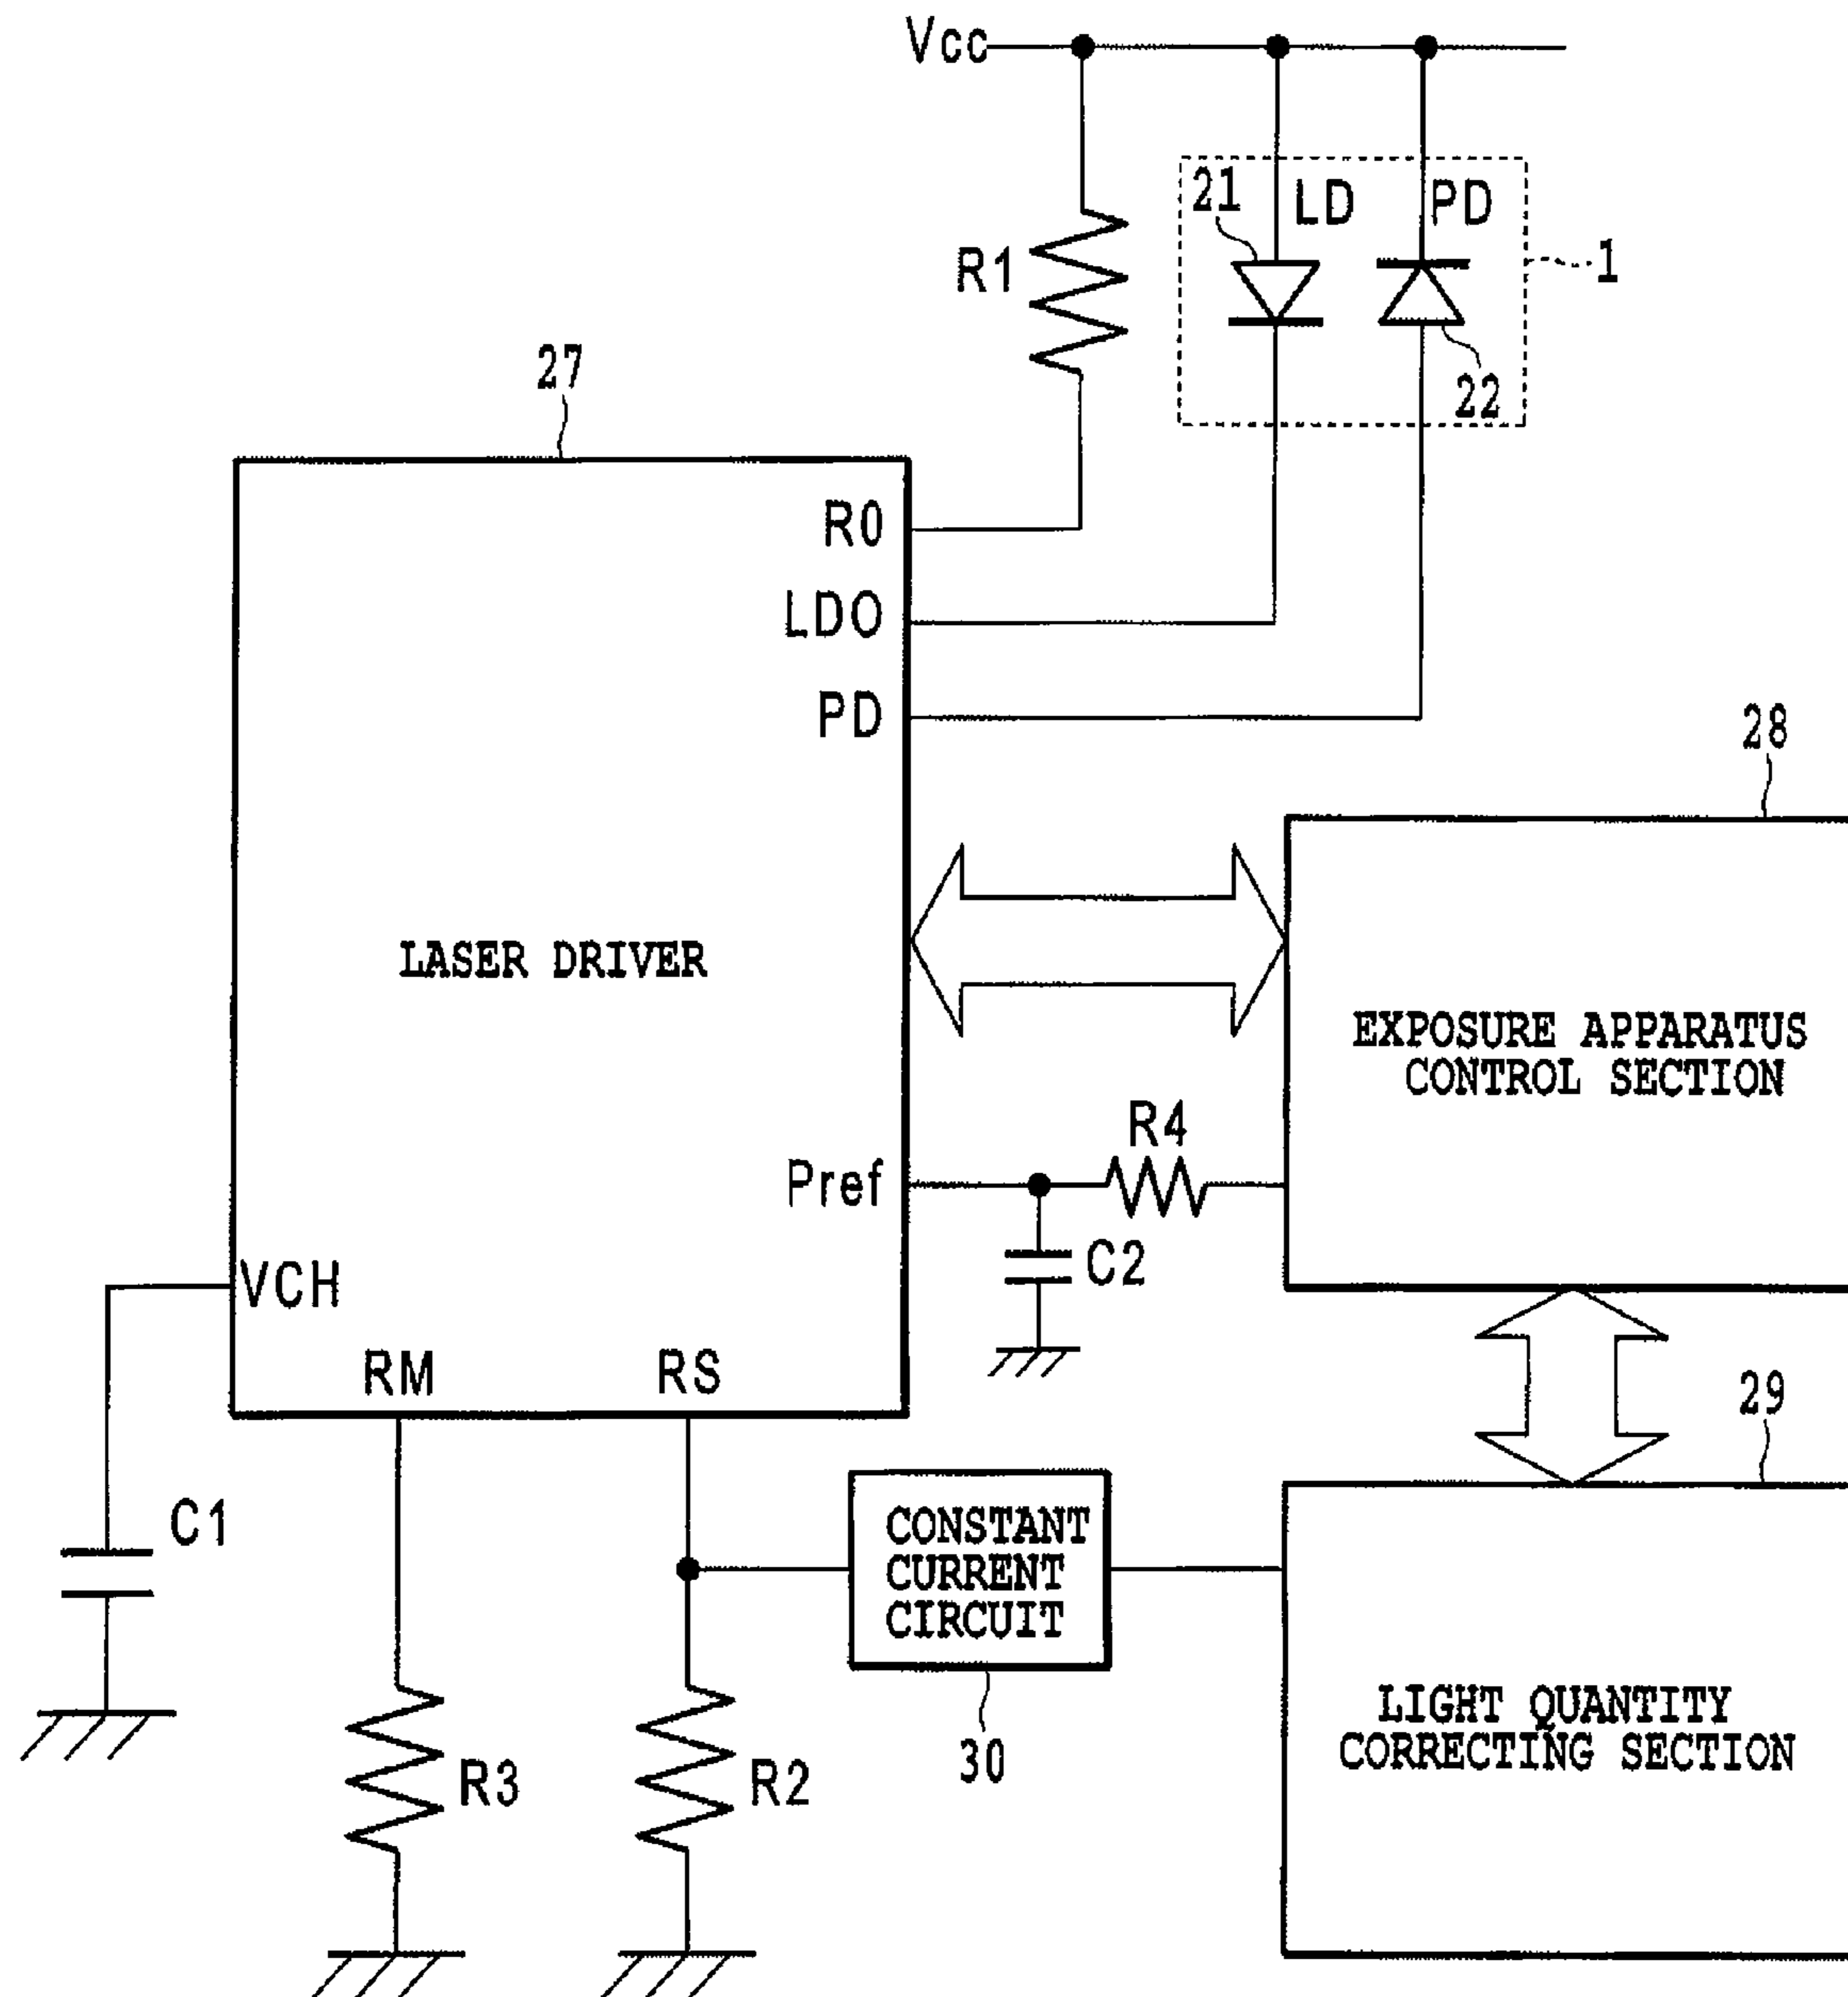 Vcc
21
LD
PD
R1
1
22
27
R0
LDO
PD
28
LASER DRIVER
EXPOSURE APPARATUS
CONTROL SECTION
R4
Pref
C2
VCH
RM
RS
29
C1
CONSTANT
CURRENT
CIRCUIT
30
LIGHT QUANTITY
CORRECTING SECTION
R3
R2